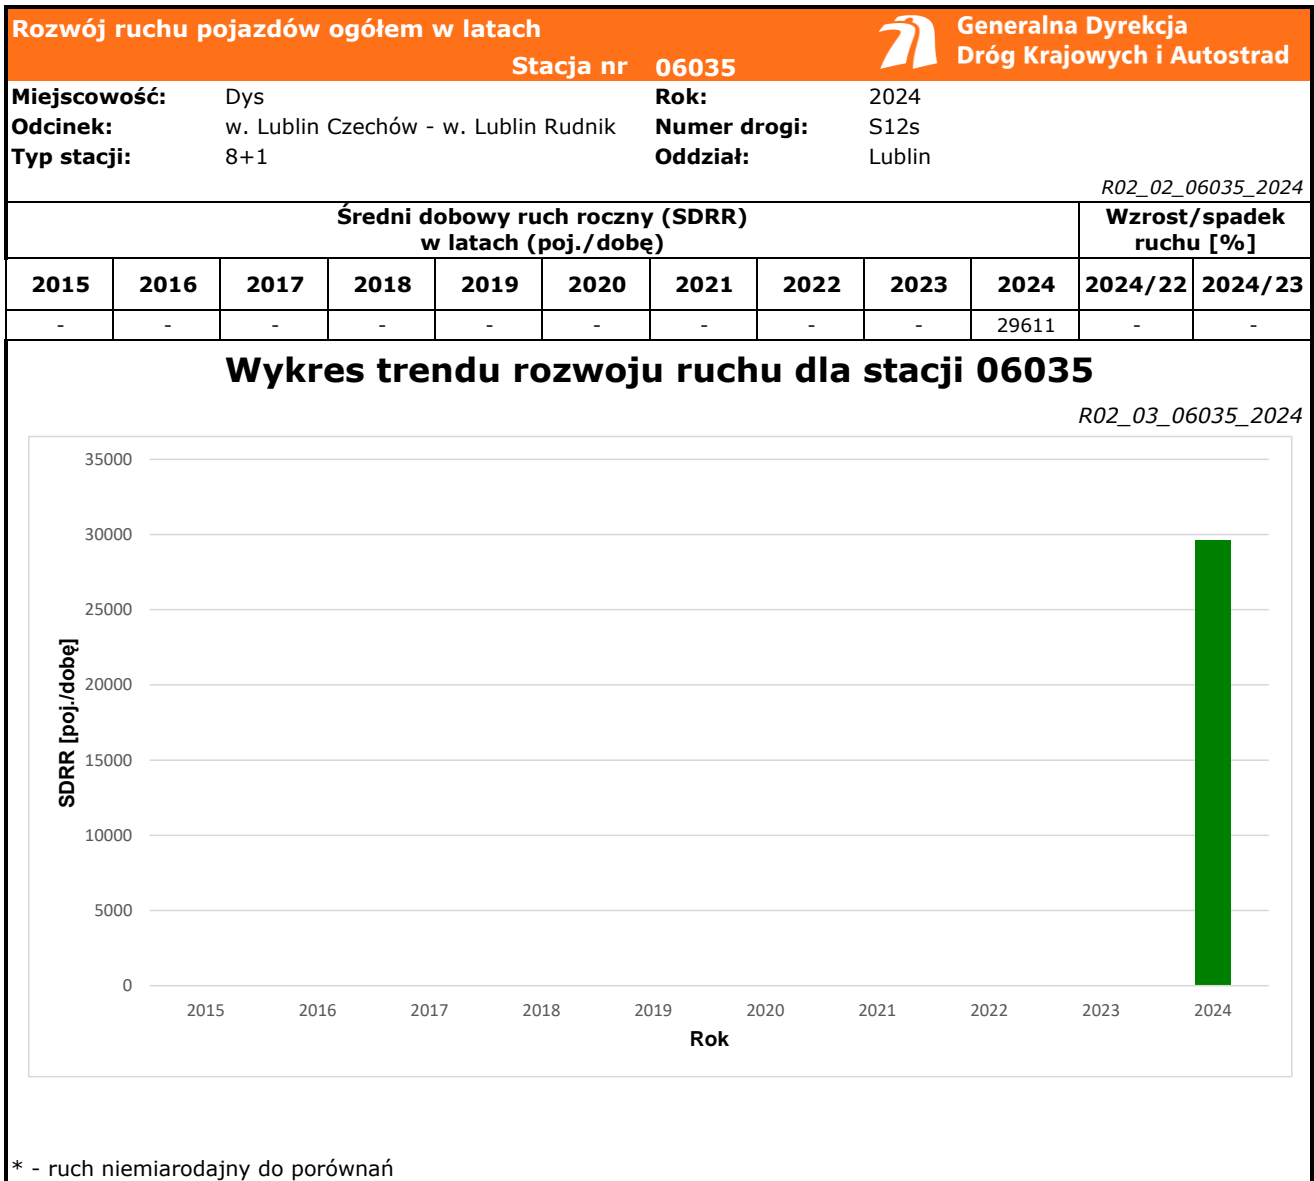 Rozwój ruchu pojazdów ogółem w latach
Stacja nr 06035
Generalna Dyrekcja
Dróg Krajowych i Autostrad
Miejscowość: Dys Rok: 2024
Odcinek: w. Lublin Czechów - w. Lublin Rudnik Numer drogi: S12s
Typ stacji: 8+1 Oddział: Lublin
R02_02_06035_2024
Średni dobowy ruch roczny (SDRR)
w latach (poj./dobę)
Wzrost/spadek
ruchu [%]
2015 2016 2017 2018 2019 2020 2021 2022 2023 2024 2024/22 2024/23
- - - - - - - - - 29611 - -
Wykres trendu rozwoju ruchu dla stacji 06035
R02_03_06035_2024
35000
30000
25000
20000
15000
10000
5000
0
SDRR [poj./dobę]
2015 2016 2017 2018 2019 2020 2021 2022 2023 2024
Rok
* - ruch niemiarodajny do porównań